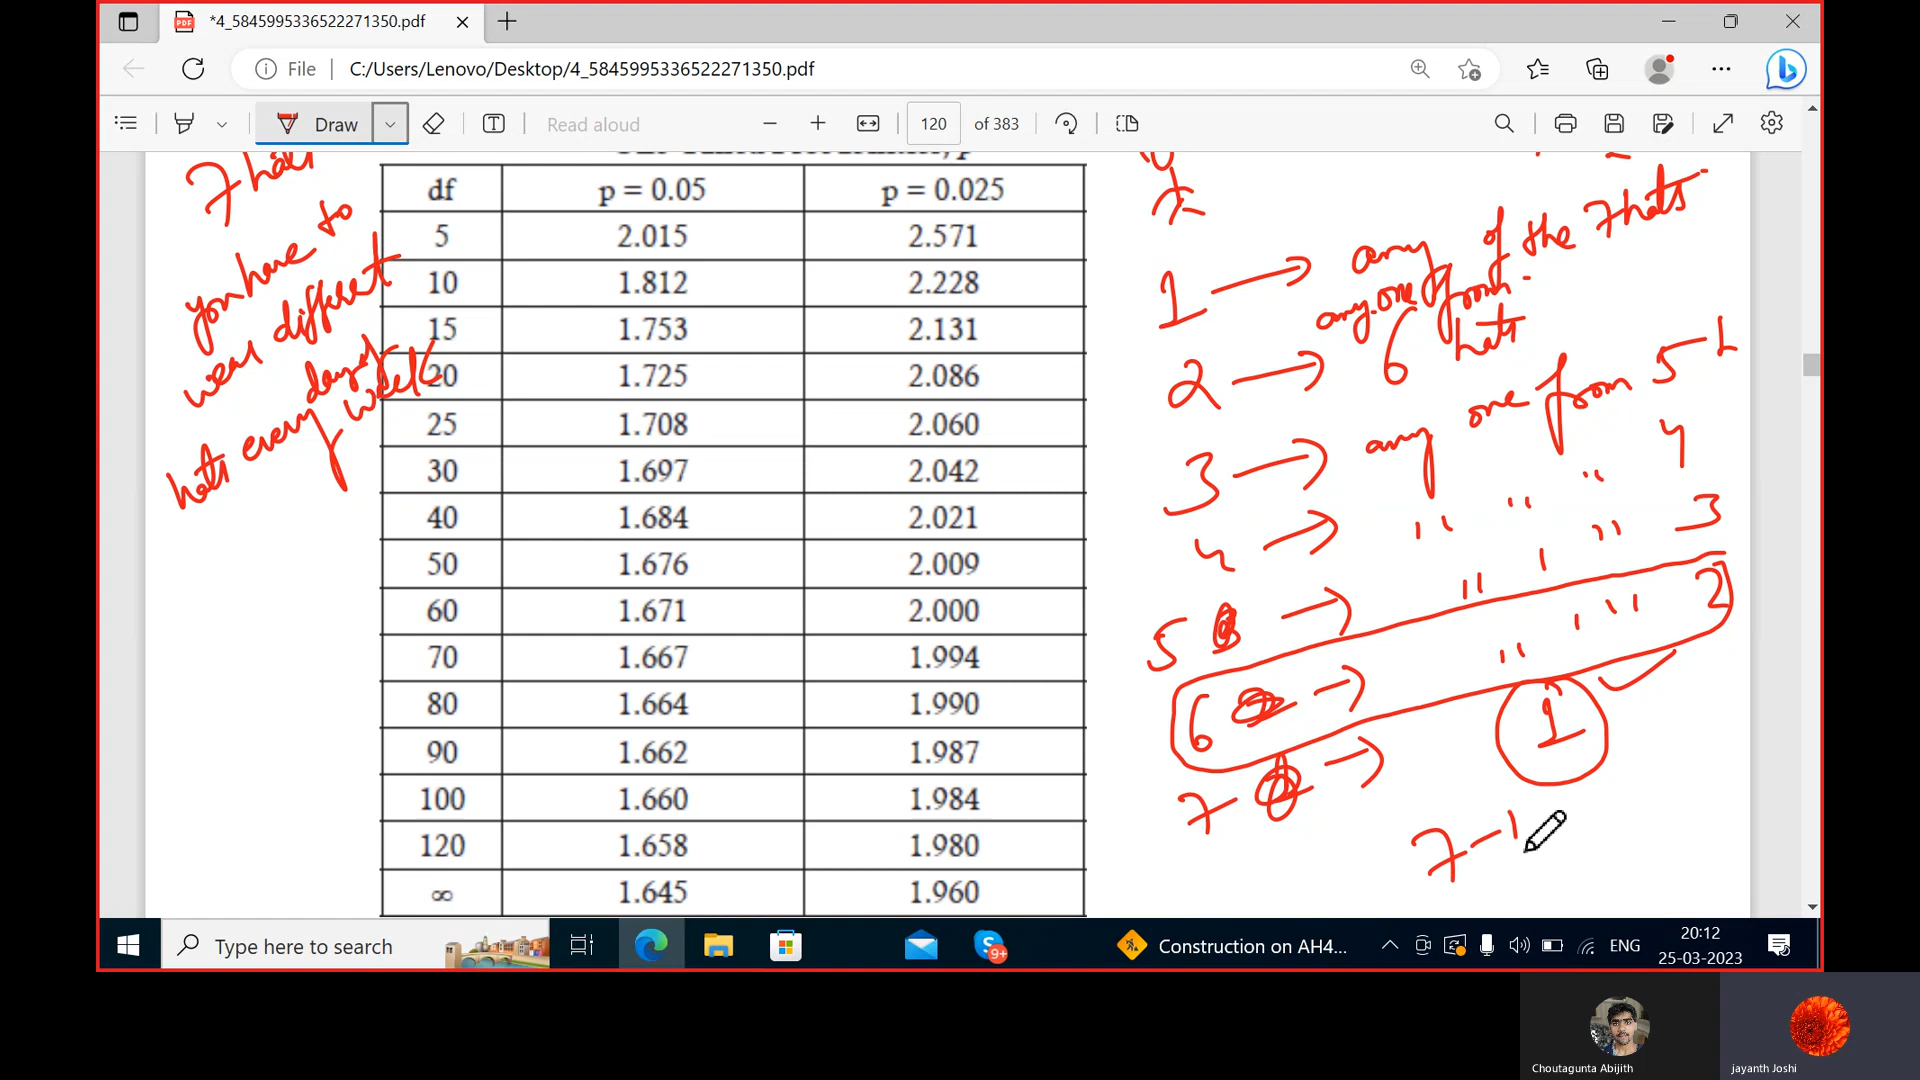 *4_5845995336522271350.pdf
File C:/Users/Lenovo/Desktop/4_5845995336522271350.pdf
Draw Read aloud 120 of 383
7 hats
you have to
wear different
hats every day of
week
df p = 0.05 p = 0.025
5 2.015 2.571
10 1.812 2.228
15 1.753 2.131
20 1.725 2.086
25 1.708 2.060
30 1.697 2.042
40 1.684 2.021
50 1.676 2.009
60 1.671 2.000
70 1.667 1.994
80 1.664 1.990
90 1.662 1.987
100 1.660 1.984
120 1.658 1.980
∞ 1.645 1.960
1 → any of the 7 hats
2 → any one from 6 hats
3 → any one from 5
4 → " " " 4
5 → " " 3
6 → " " 2
7 → 1
7 - 1
Type here to search
Construction on AH4...
9+
ENG
20:12
25-03-2023
Choutagunta Abijith
jayanth Joshi